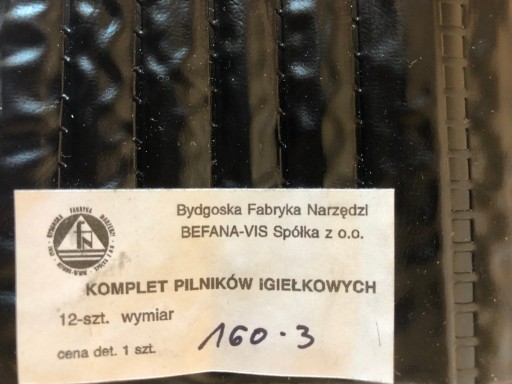 Bydgoska Fabryka Narzędzi
BEFANA-VIS Spółka z o.o.
KOMPLET PILNIKÓW iGIEŁKOWYCH
12-szt. wymiar 160·3
cena det. 1 szt.